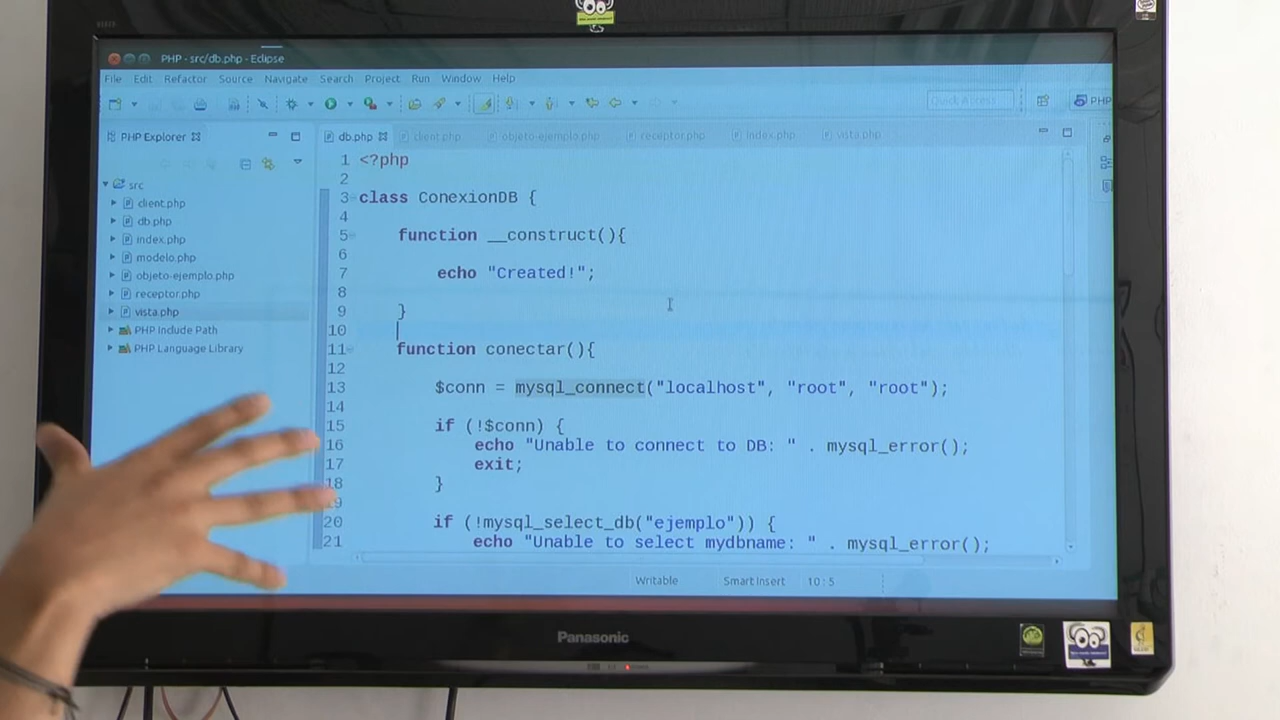 PHP - src/db.php - Eclipse
File Edit Refactor Source Navigate Search Project Run Window Help
Quick Access PHP
PHP Explorer
db.php client.php objeto-ejemplo.php receptor.php index.php vista.php
src
client.php
db.php
index.php
modelo.php
objeto-ejemplo.php
receptor.php
vista.php
PHP Include Path
PHP Language Library
1 <?php
2
3 class ConexionDB {
4
5 function __construct(){
6
7 echo "Created!";
8
9 }
10
11 function conectar(){
12
13 $conn = mysql_connect("localhost", "root", "root");
14
15 if (!$conn) {
16 echo "Unable to connect to DB: " . mysql_error();
17 exit;
18 }
19
20 if (!mysql_select_db("ejemplo")) {
21 echo "Unable to select mydbname: " . mysql_error();
Writable Smart Insert 10 : 5
Panasonic